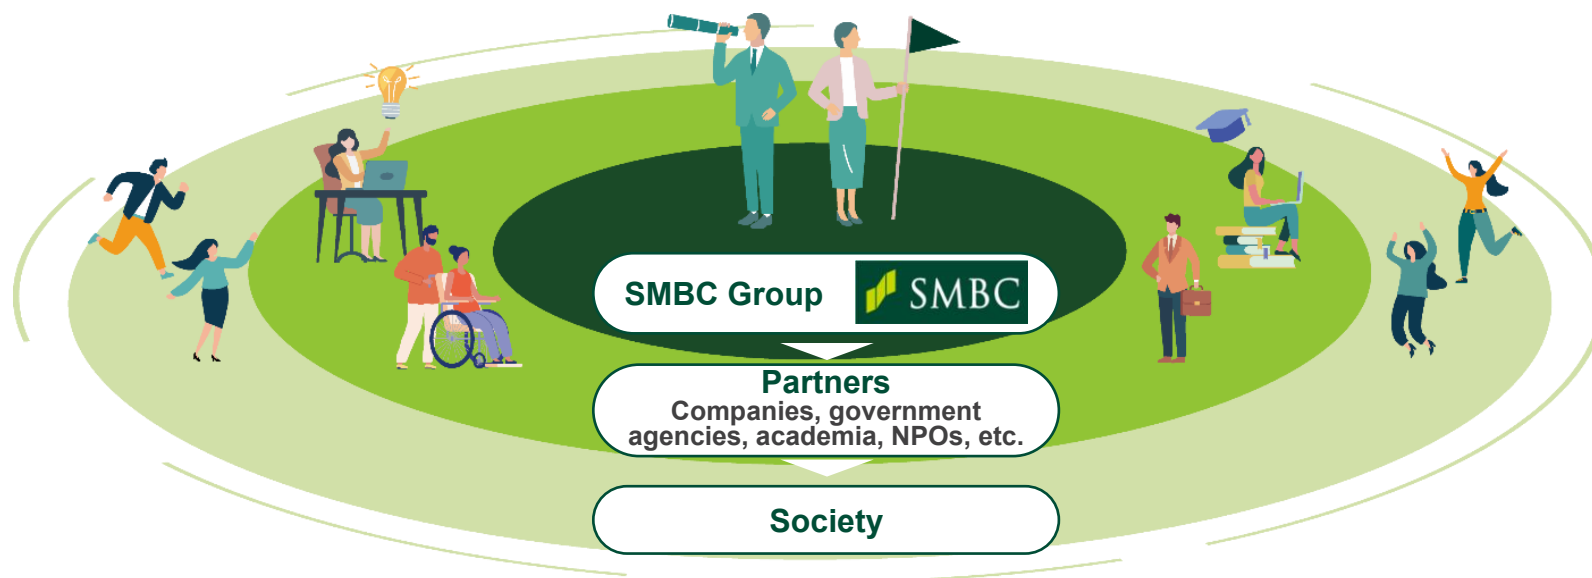 SMBC Group
SMBC
Partners
Companies, government
agencies, academia, NPOs, etc.
Society